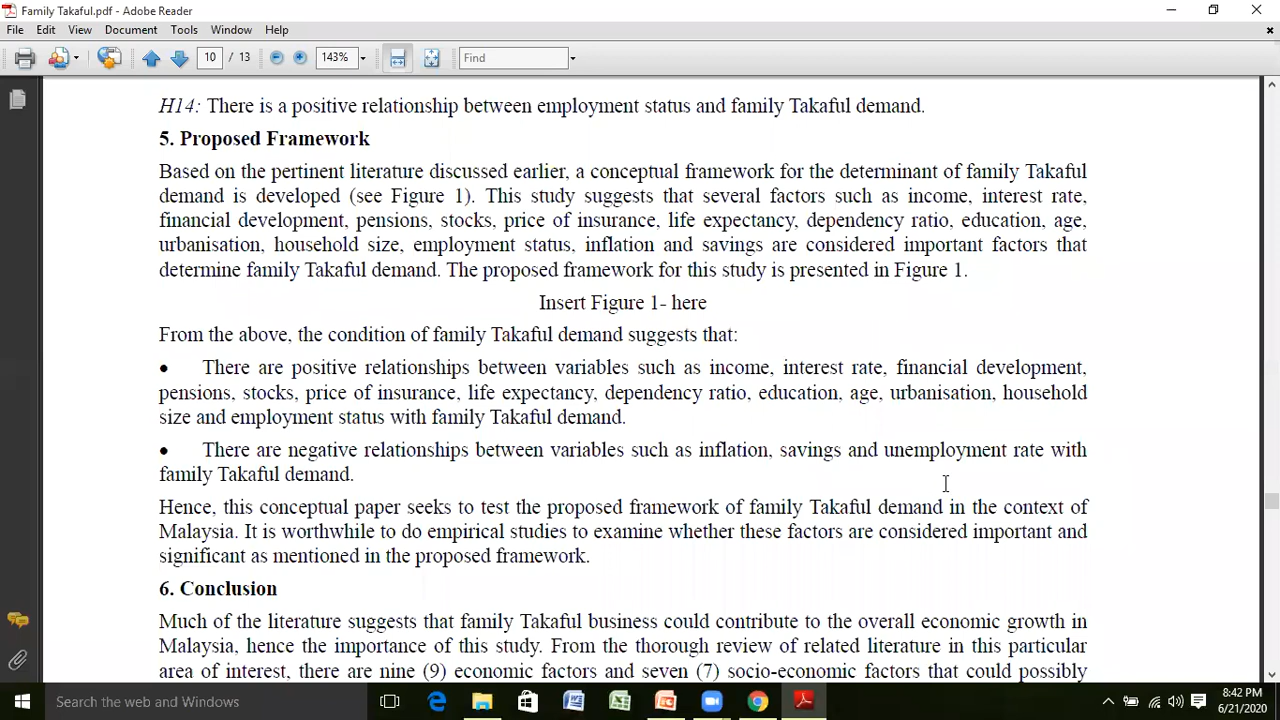 Family Takaful.pdf - Adobe Reader
File Edit View Document Tools Window Help
10 / 13 143% Find
H14: There is a positive relationship between employment status and family Takaful demand.
5. Proposed Framework
Based on the pertinent literature discussed earlier, a conceptual framework for the determinant of family Takaful
demand is developed (see Figure 1). This study suggests that several factors such as income, interest rate,
financial development, pensions, stocks, price of insurance, life expectancy, dependency ratio, education, age,
urbanisation, household size, employment status, inflation and savings are considered important factors that
determine family Takaful demand. The proposed framework for this study is presented in Figure 1.
Insert Figure 1- here
From the above, the condition of family Takaful demand suggests that:
• There are positive relationships between variables such as income, interest rate, financial development,
pensions, stocks, price of insurance, life expectancy, dependency ratio, education, age, urbanisation, household
size and employment status with family Takaful demand.
• There are negative relationships between variables such as inflation, savings and unemployment rate with
family Takaful demand.
Hence, this conceptual paper seeks to test the proposed framework of family Takaful demand in the context of
Malaysia. It is worthwhile to do empirical studies to examine whether these factors are considered important and
significant as mentioned in the proposed framework.
6. Conclusion
Much of the literature suggests that family Takaful business could contribute to the overall economic growth in
Malaysia, hence the importance of this study. From the thorough review of related literature in this particular
area of interest, there are nine (9) economic factors and seven (7) socio-economic factors that could possibly
Search the web and Windows
8:42 PM
6/21/2020